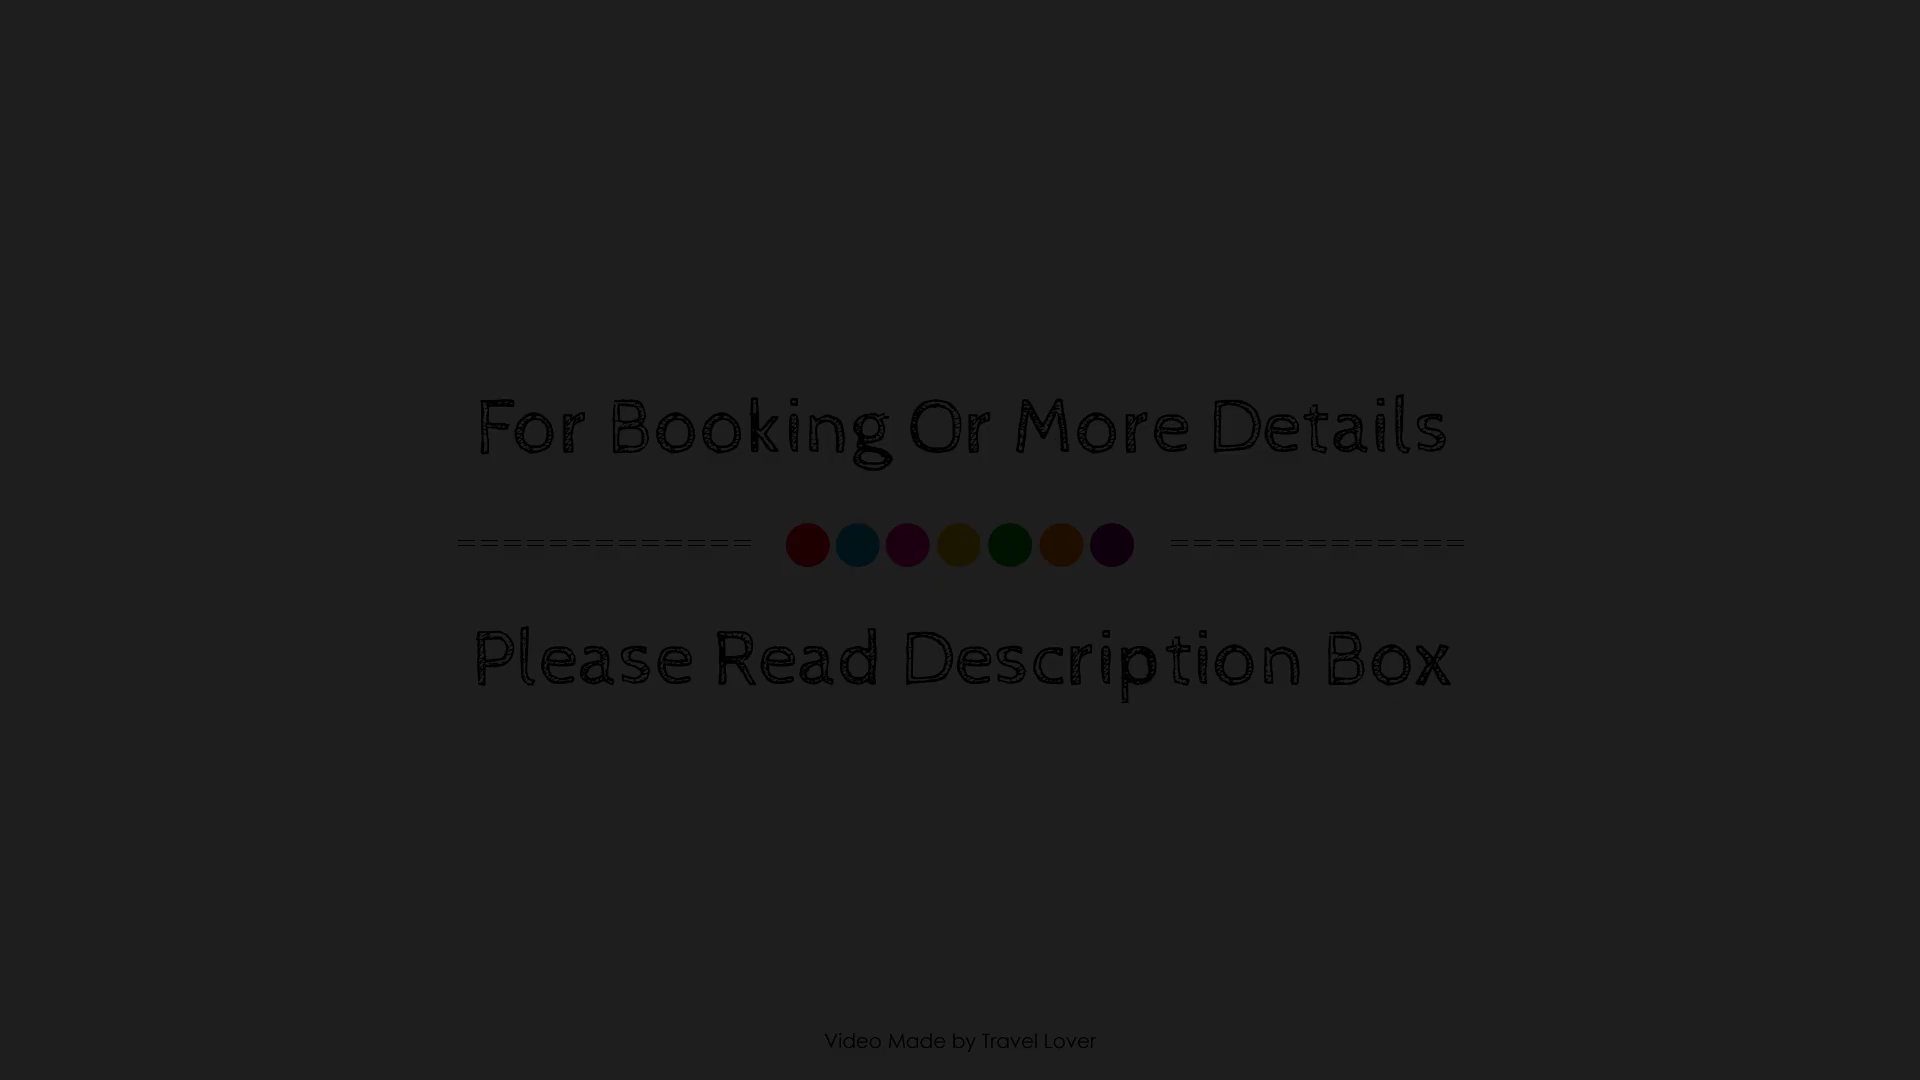 For Booking Or More Details
============= =============
Please Read Description Box
Video Made by Travel Lover